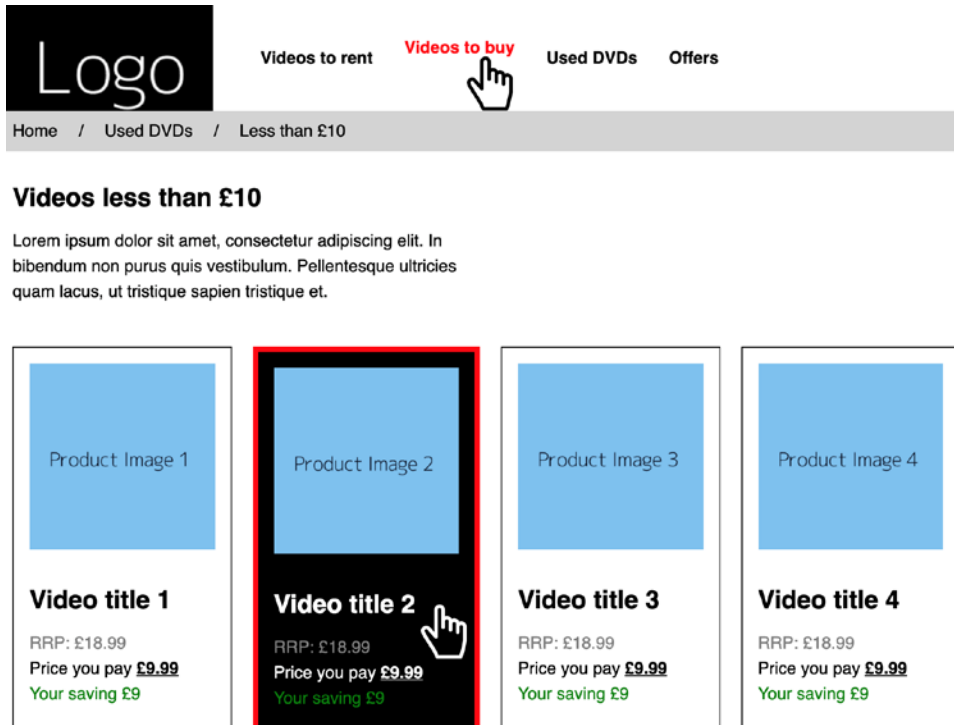 Logo
Videos to rent Videos to buy Used DVDs Offers
Home / Used DVDs / Less than £10
Videos less than £10
Lorem ipsum dolor sit amet, consectetur adipiscing elit. In
bibendum non purus quis vestibulum. Pellentesque ultricies
quam lacus, ut tristique sapien tristique et.
Product Image 1
Video title 1
RRP: £18.99
Price you pay £9.99
Your saving £9
Product Image 2
Video title 2
RRP: £18.99
Price you pay £9.99
Your saving £9
Product Image 3
Video title 3
RRP: £18.99
Price you pay £9.99
Your saving £9
Product Image 4
Video title 4
RRP: £18.99
Price you pay £9.99
Your saving £9